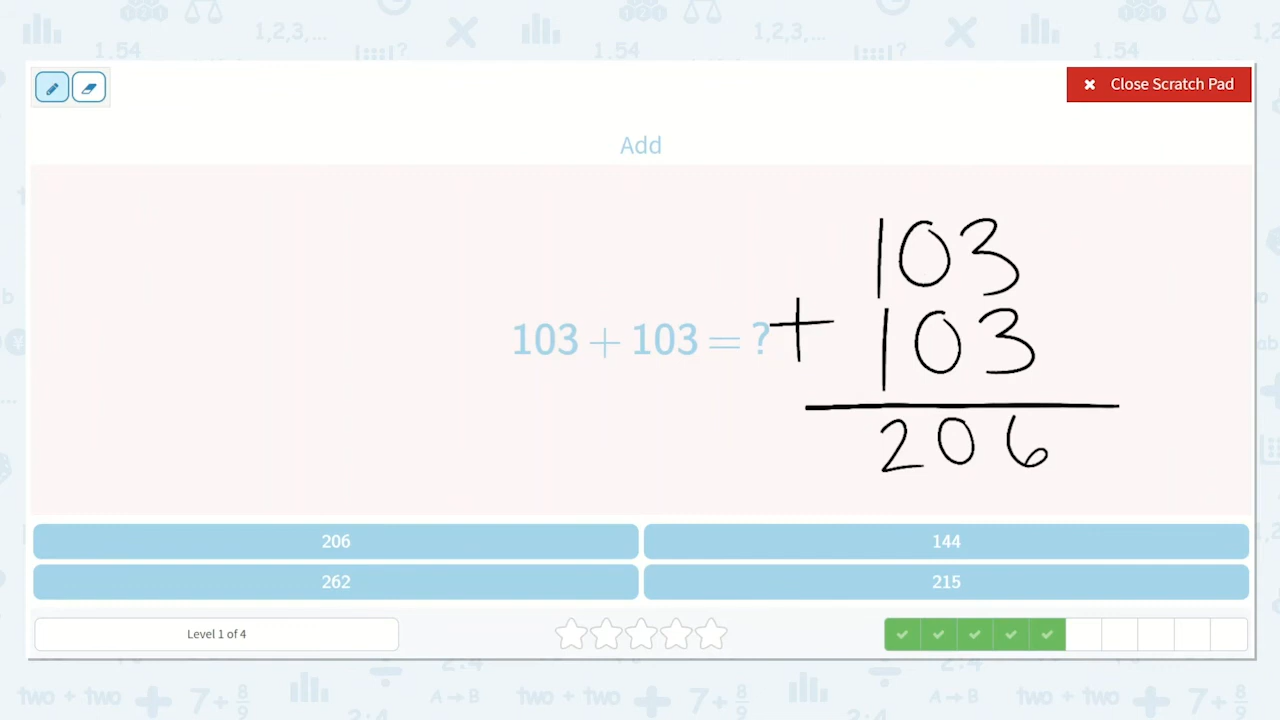 Close Scratch Pad
Add
103 + 103 = ?
103
+ 103
206
206
144
262
215
Level 1 of 4